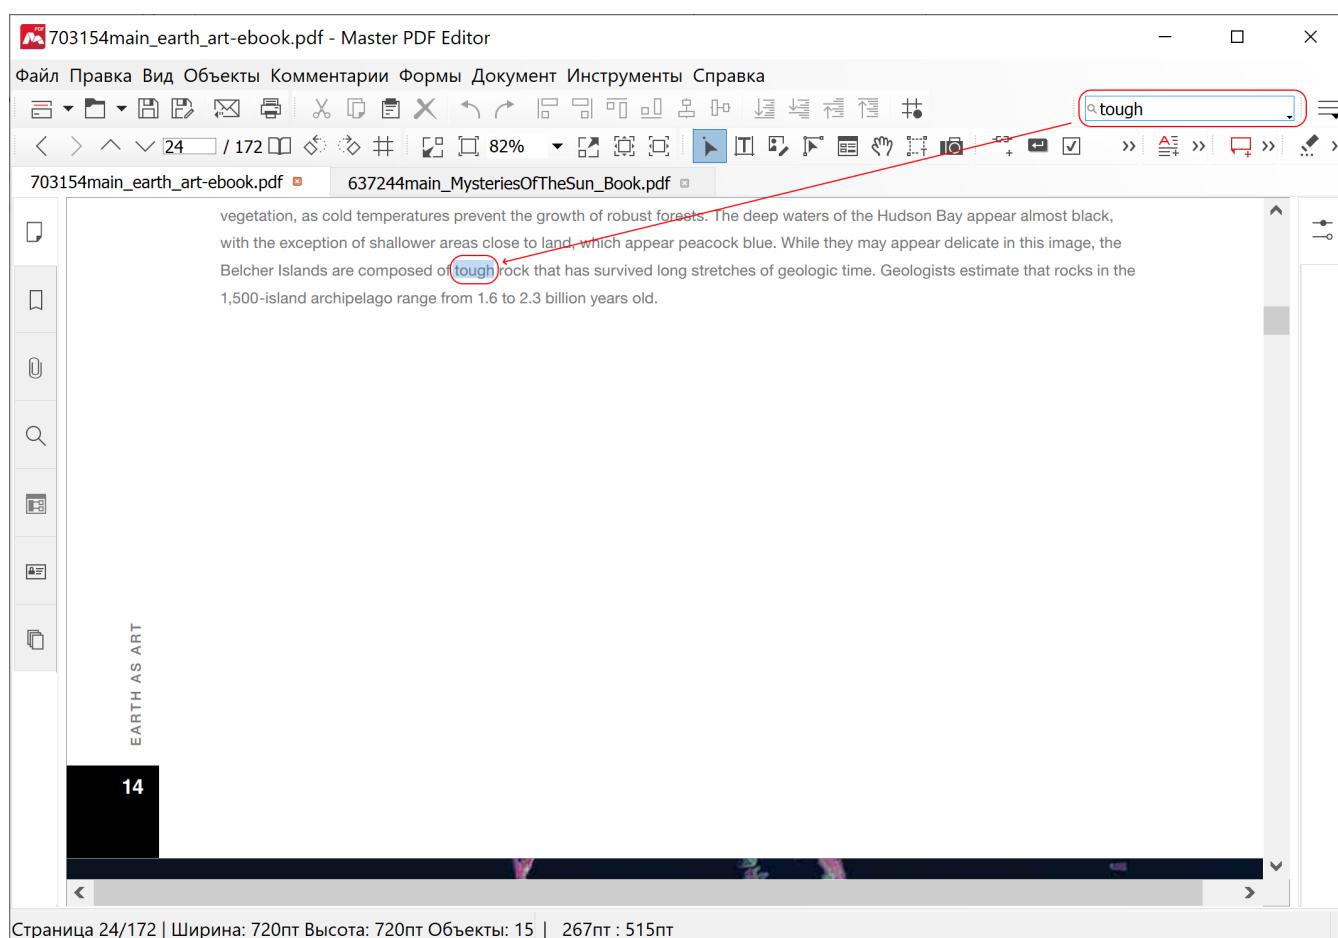 703154main_earth_art-ebook.pdf - Master PDF Editor
Файл Правка Вид Объекты Комментарии Формы Документ Инструменты Справка
tough
24 / 172 82%
703154main_earth_art-ebook.pdf 637244main_MysteriesOfTheSun_Book.pdf
vegetation, as cold temperatures prevent the growth of robust forests. The deep waters of the Hudson Bay appear almost black,
with the exception of shallower areas close to land, which appear peacock blue. While they may appear delicate in this image, the
Belcher Islands are composed of tough rock that has survived long stretches of geologic time. Geologists estimate that rocks in the
1,500-island archipelago range from 1.6 to 2.3 billion years old.
EARTH AS ART
14
Страница 24/172 | Ширина: 720пт Высота: 720пт Объекты: 15 | 267пт : 515пт